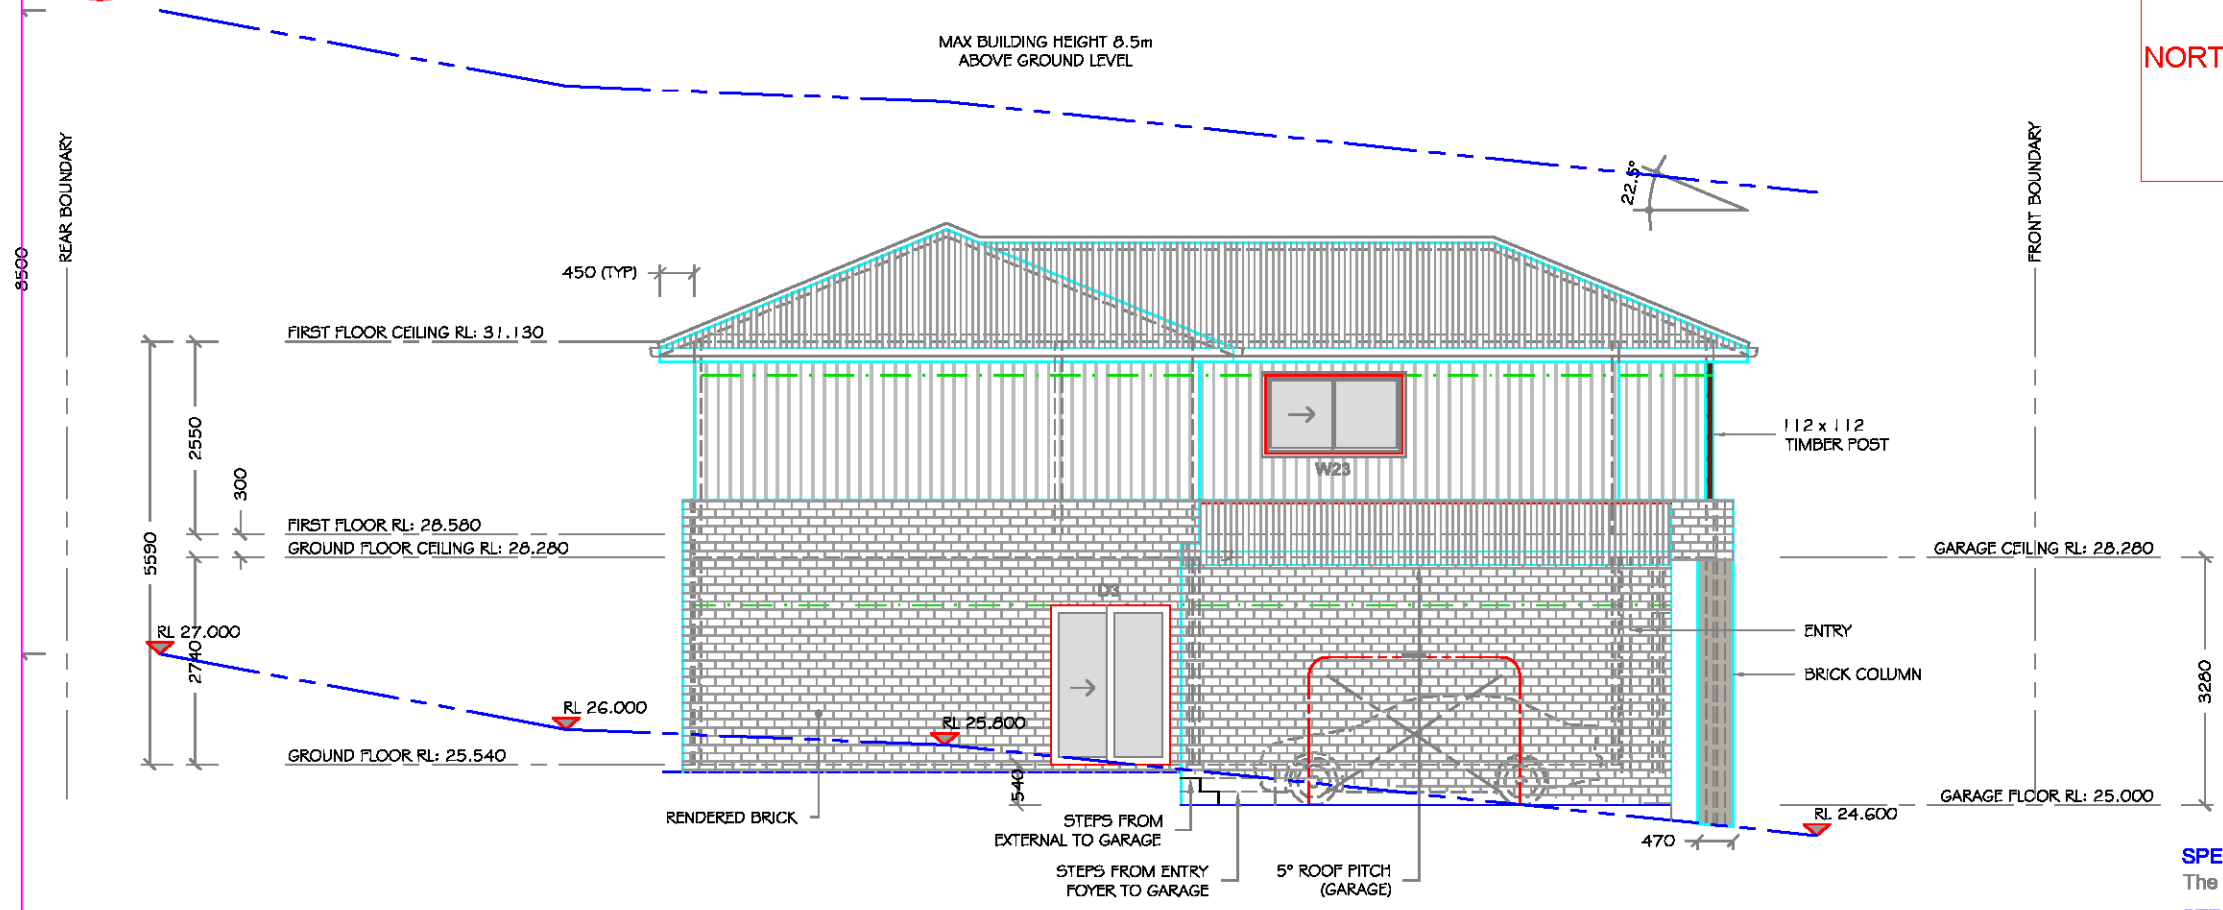 MAX BUILDING HEIGHT 8.5m
ABOVE GROUND LEVEL
NORT
REAR BOUNDARY
FRONT BOUNDARY
22.5°
8500
450 (TYP)
FIRST FLOOR CEILING RL: 31.130
2550
300
5590
112 x 112
TIMBER POST
W23
FIRST FLOOR RL: 28.580
GROUND FLOOR CEILING RL: 28.280
GARAGE CEILING RL: 28.280
D3
RL 27.000
2740
ENTRY
BRICK COLUMN
3280
RL 26.000
RL 25.800
GROUND FLOOR RL: 25.540
540
GARAGE FLOOR RL: 25.000
RL 24.600
RENDERED BRICK
STEPS FROM
EXTERNAL TO GARAGE
470
STEPS FROM ENTRY
FOYER TO GARAGE
5° ROOF PITCH
(GARAGE)
SPE
The